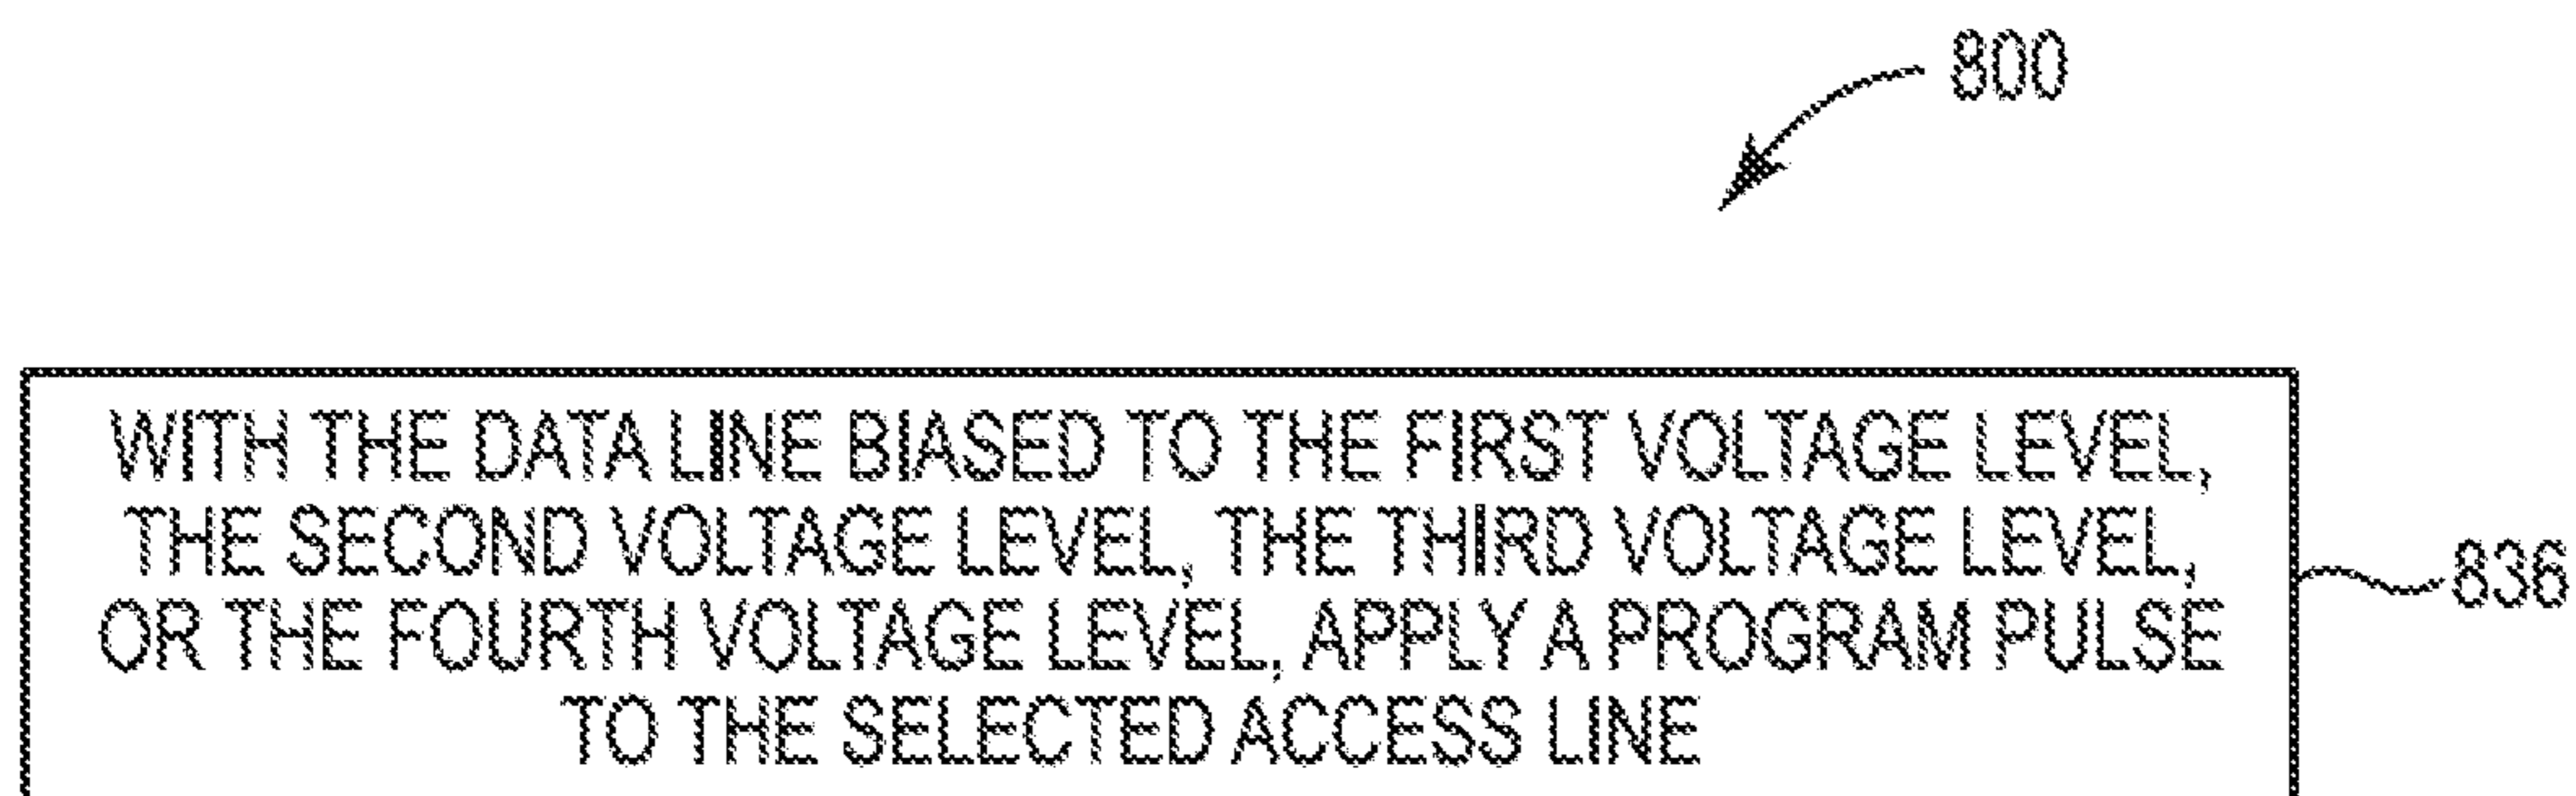 800
WITH THE DATA LINE BIASED TO THE FIRST VOLTAGE LEVEL,
THE SECOND VOLTAGE LEVEL, THE THIRD VOLTAGE LEVEL,
OR THE FOURTH VOLTAGE LEVEL, APPLY A PROGRAM PULSE
TO THE SELECTED ACCESS LINE
836